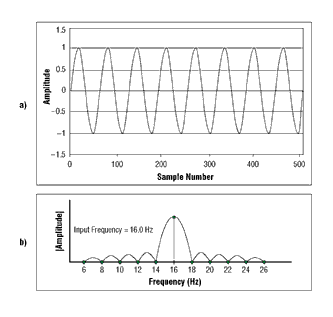 a)
Amplitude
1.5
1
0.5
0
−0.5
−1
−1.5
0 100 200 300 400 500
Sample Number
b)
|Amplitude|
Input Frequency = 16.0 Hz
6 8 10 12 14 16 18 20 22 24 26
Frequency (Hz)